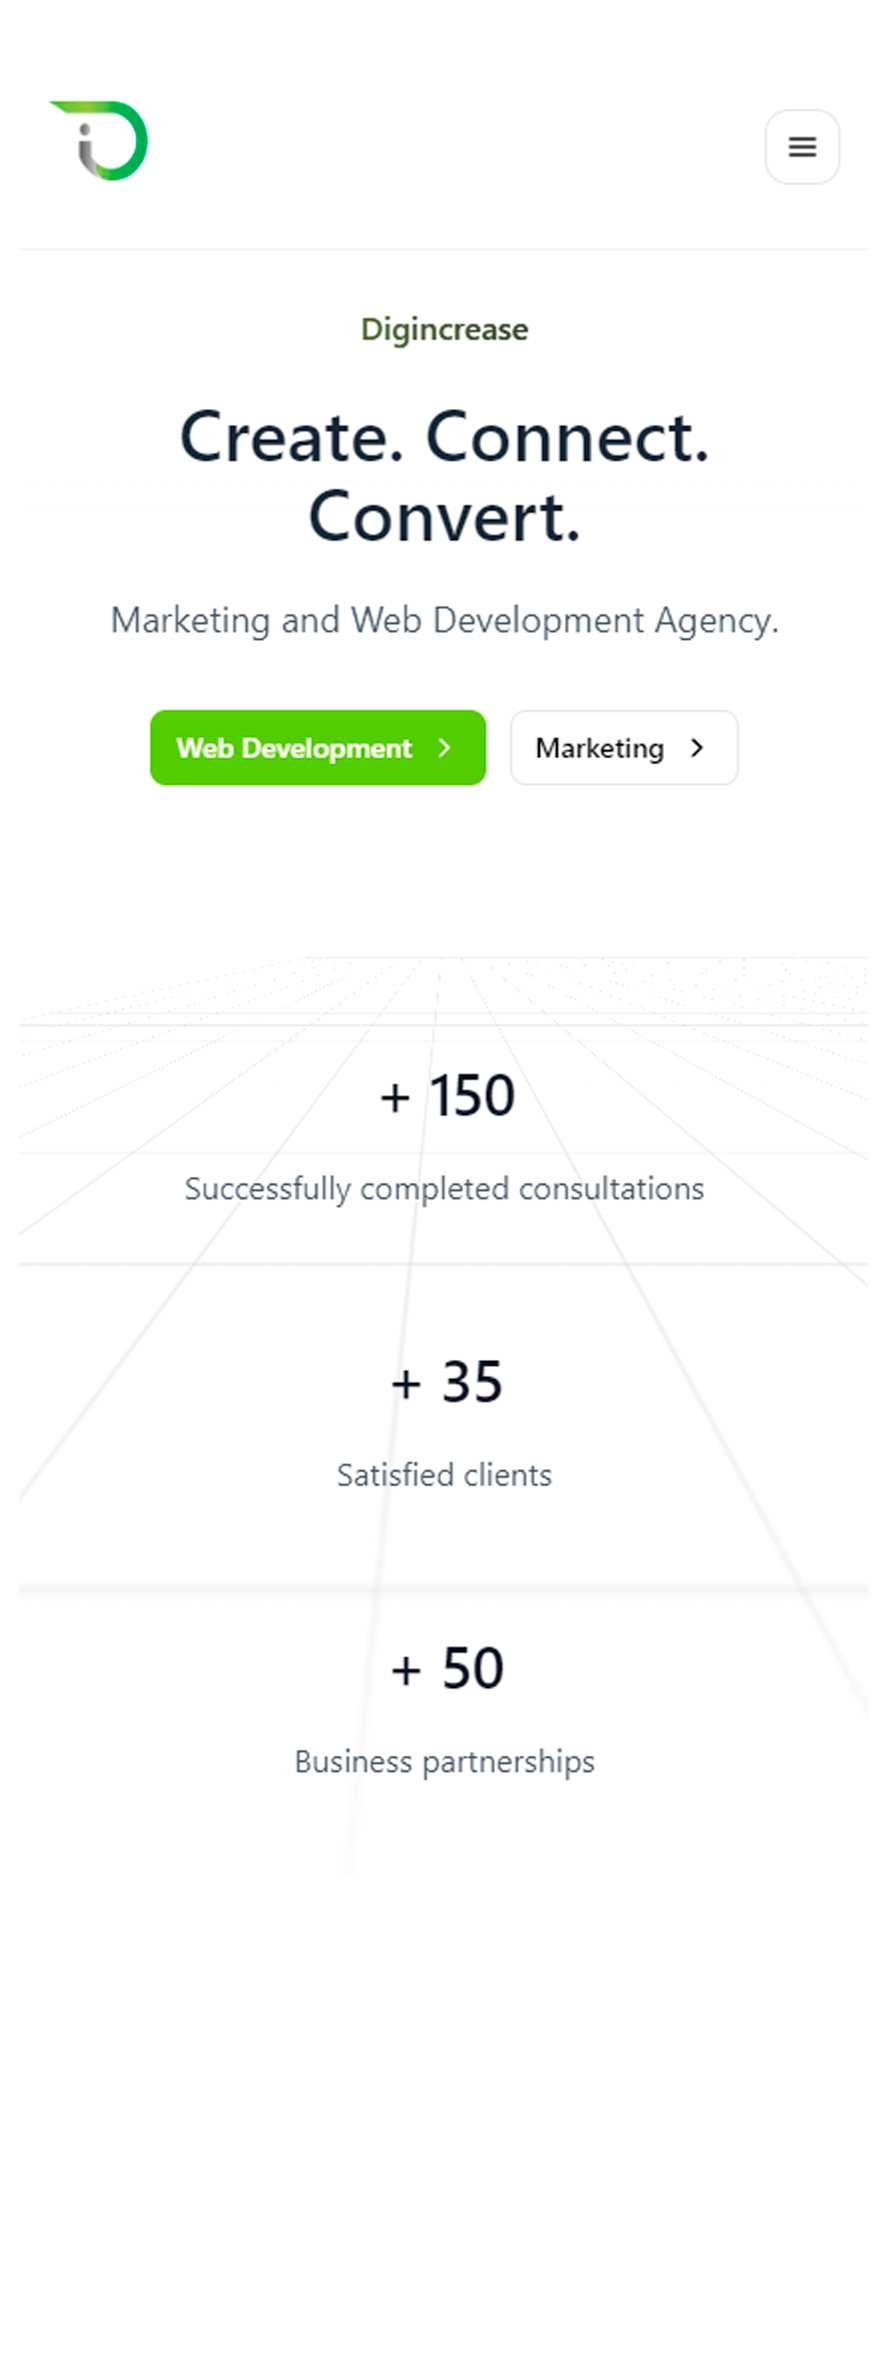 Digincrease
Create. Connect.
Convert.
Marketing and Web Development Agency.
Web Development
Marketing
+ 150
Successfully completed consultations
+ 35
Satisfied clients
+ 50
Business partnerships